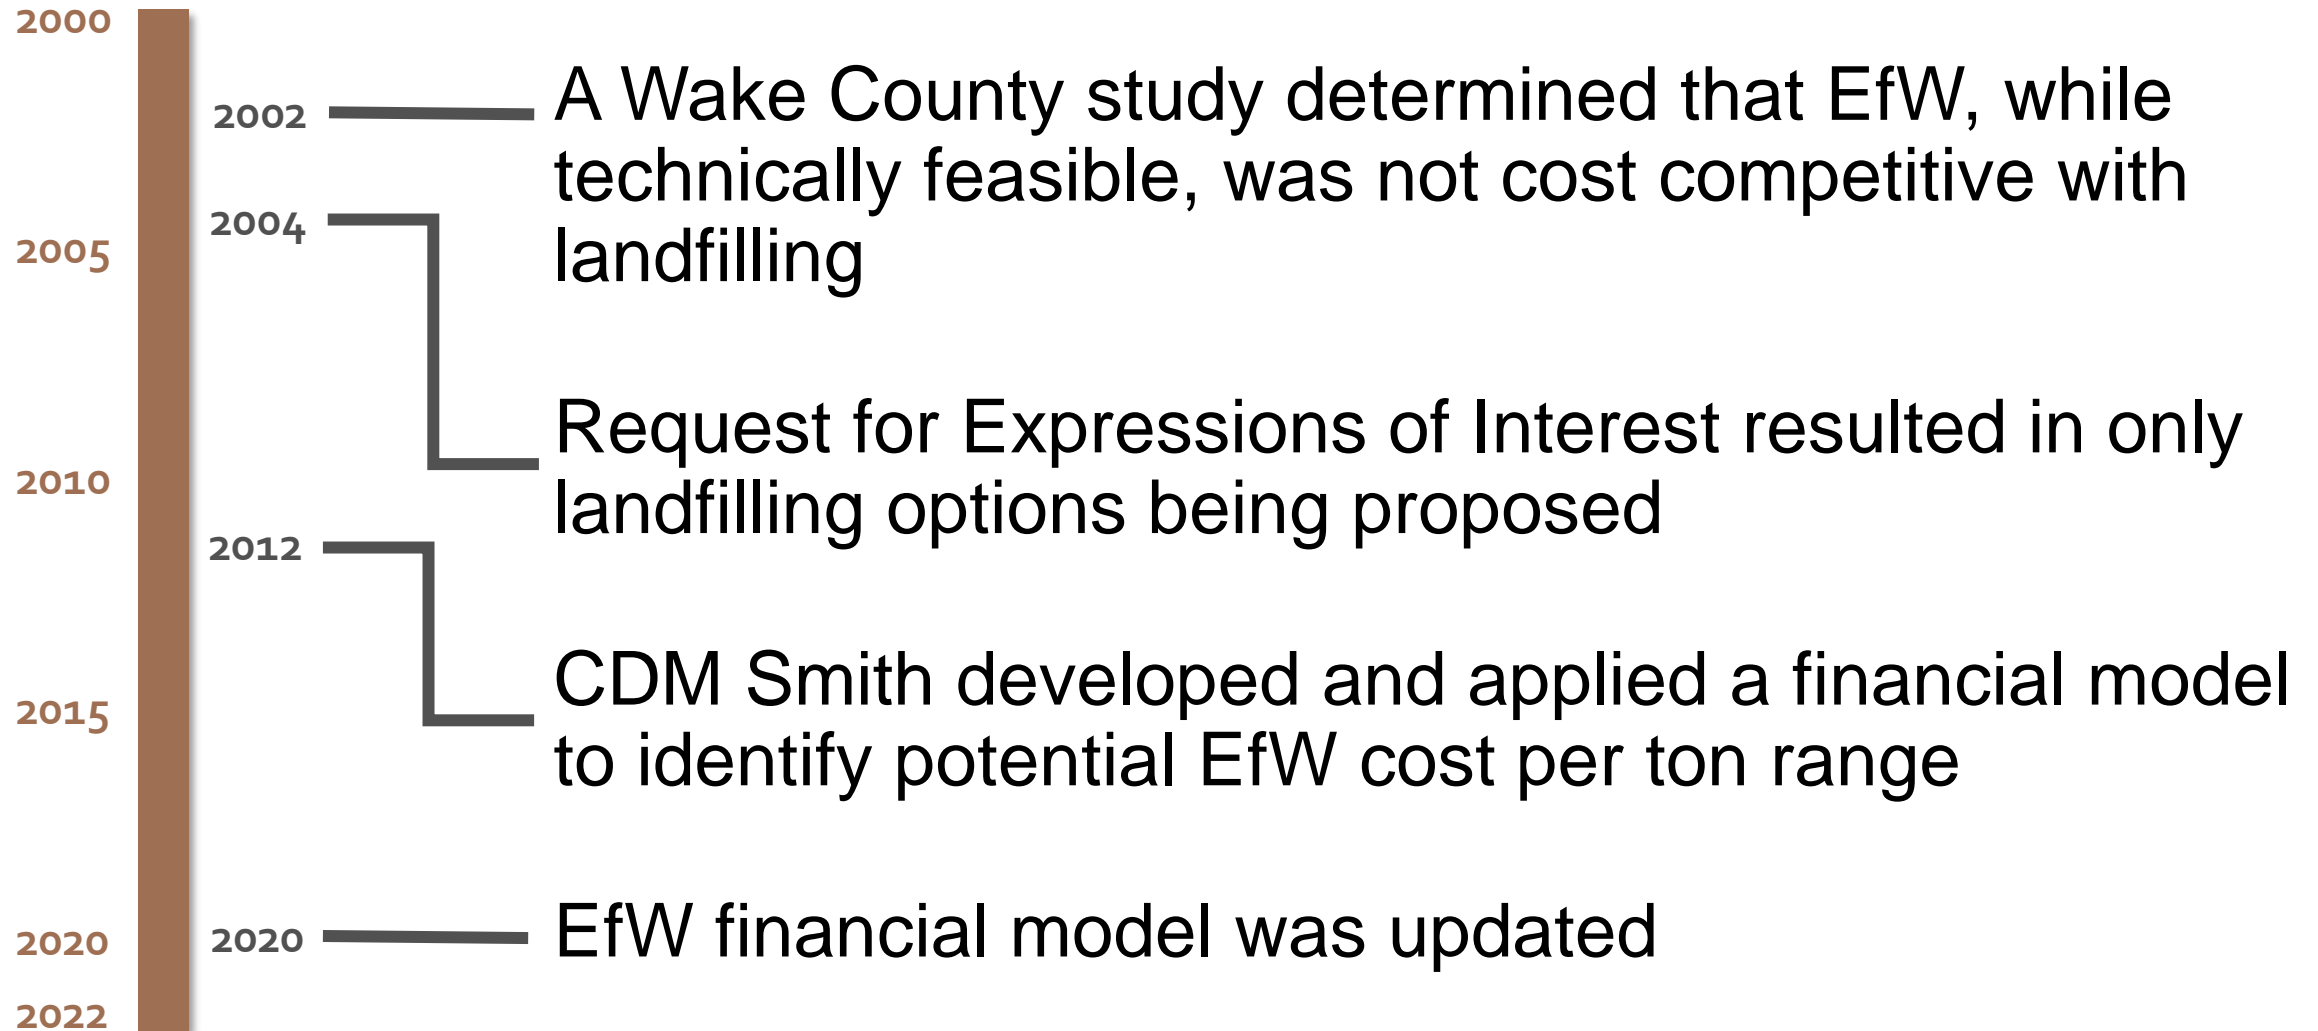 2000
2002
A Wake County study determined that EfW, while
technically feasible, was not cost competitive with
landfilling
2004
2005
Request for Expressions of Interest resulted in only
landfilling options being proposed
2010
2012
CDM Smith developed and applied a financial model
to identify potential EfW cost per ton range
2015
2020
2020
EfW financial model was updated
2022